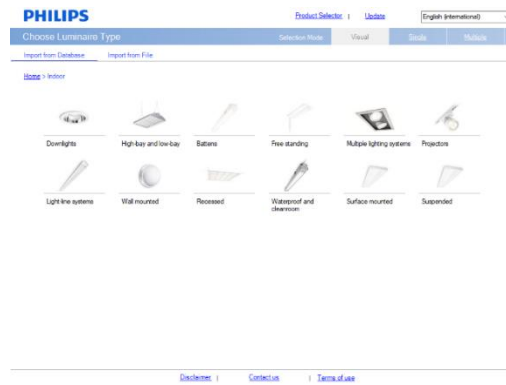 PHILIPS
Product Selector | Update English (international)
Choose Luminaire Type Selection Mode Visual Single Multiple
Import from Database Import from File
Home > Indoor
Downlights High-bay and low-bay Battens Free standing Multiple lighting systems Projectors
Light-line systems Wall mounted Recessed Waterproof and cleanroom Surface mounted Suspended
Disclaimer | Contact us | Terms of use